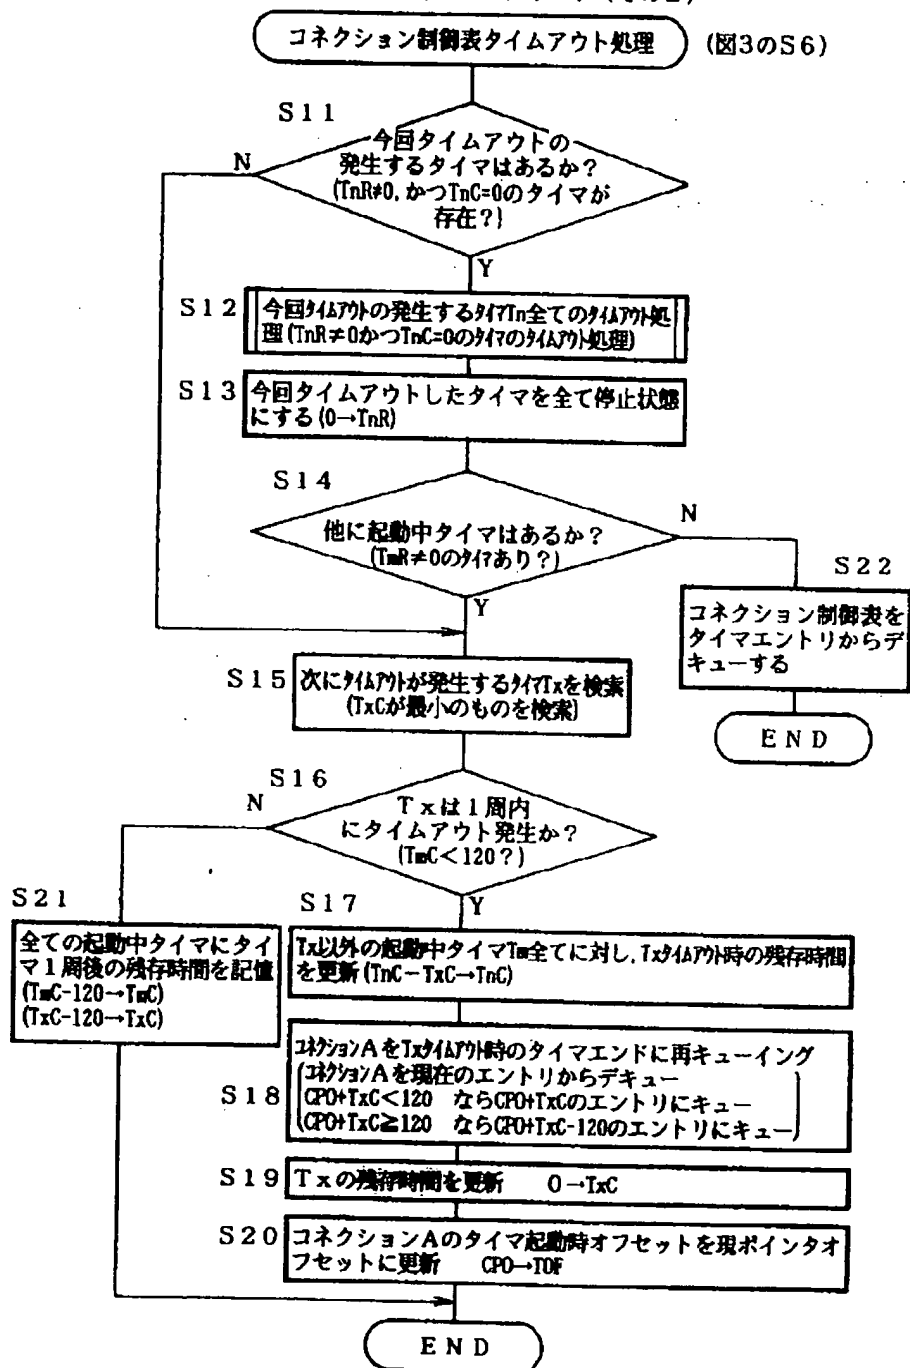 コネクション制御表タイムアウト処理
(図3のS6)
S11
今回タイムアウトの
発生するタイマはあるか?
(TnR≠0,かつTnC=0のタイマが
存在?)
N
Y
S12
今回タイムアウトの発生するタイマTn全てのタイムアウト処
理(TnR≠0かつTnC=0のタイマのタイムアウト処理)
S13
今回タイムアウトしたタイマを全て停止状態
にする(0→TnR)
S14
他に起動中タイマはあるか?
(TmR≠0のタイマあり?)
N
Y
S22
コネクション制御表を
タイマエントリからデ
キューする
END
S15
次にタイムアウトが発生するタイマTxを検索
(TxCが最小のものを検索)
S16
Txは1周内
にタイムアウト発生か?
(TmC<120?)
N
Y
S21
全ての起動中タイマにタイ
マ1周後の残存時間を記憶
(TmC-120→TmC)
(TxC-120→TxC)
S17
Tx以外の起動中タイマTm全てに対し,Txタイムアウト時の残存時間
を更新(TnC-TxC→TnC)
S18
コネクションAをTxタイムアウト時のタイマエンドに再キューイング
コネクションAを現在のエントリからデキュー
CPO+TxC<120 ならCPO+TxCのエントリにキュー
CPO+TxC≧120 ならCPO+TxC-120のエントリにキュー
S19
Txの残存時間を更新 0→TxC
S20
コネクションAのタイマ起動時オフセットを現ポインタオ
フセットに更新 CPO→TOF
END